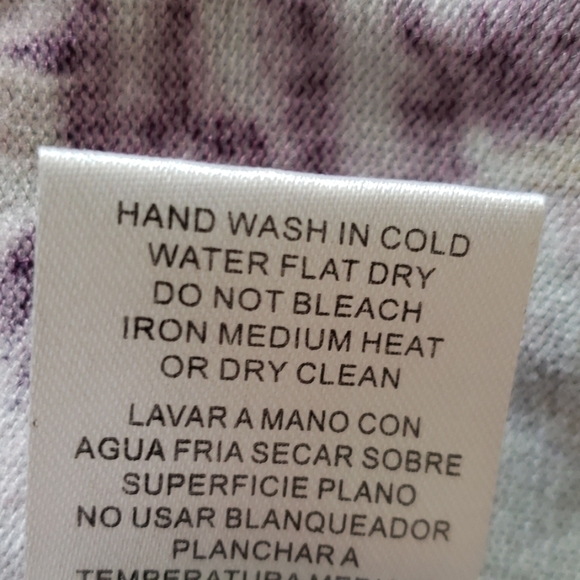 HAND WASH IN COLD
WATER FLAT DRY
DO NOT BLEACH
IRON MEDIUM HEAT
OR DRY CLEAN
LAVAR A MANO CON
AGUA FRIA SECAR SOBRE
SUPERFICIE PLANO
NO USAR BLANQUEADOR
PLANCHAR A
TEMPERATURA